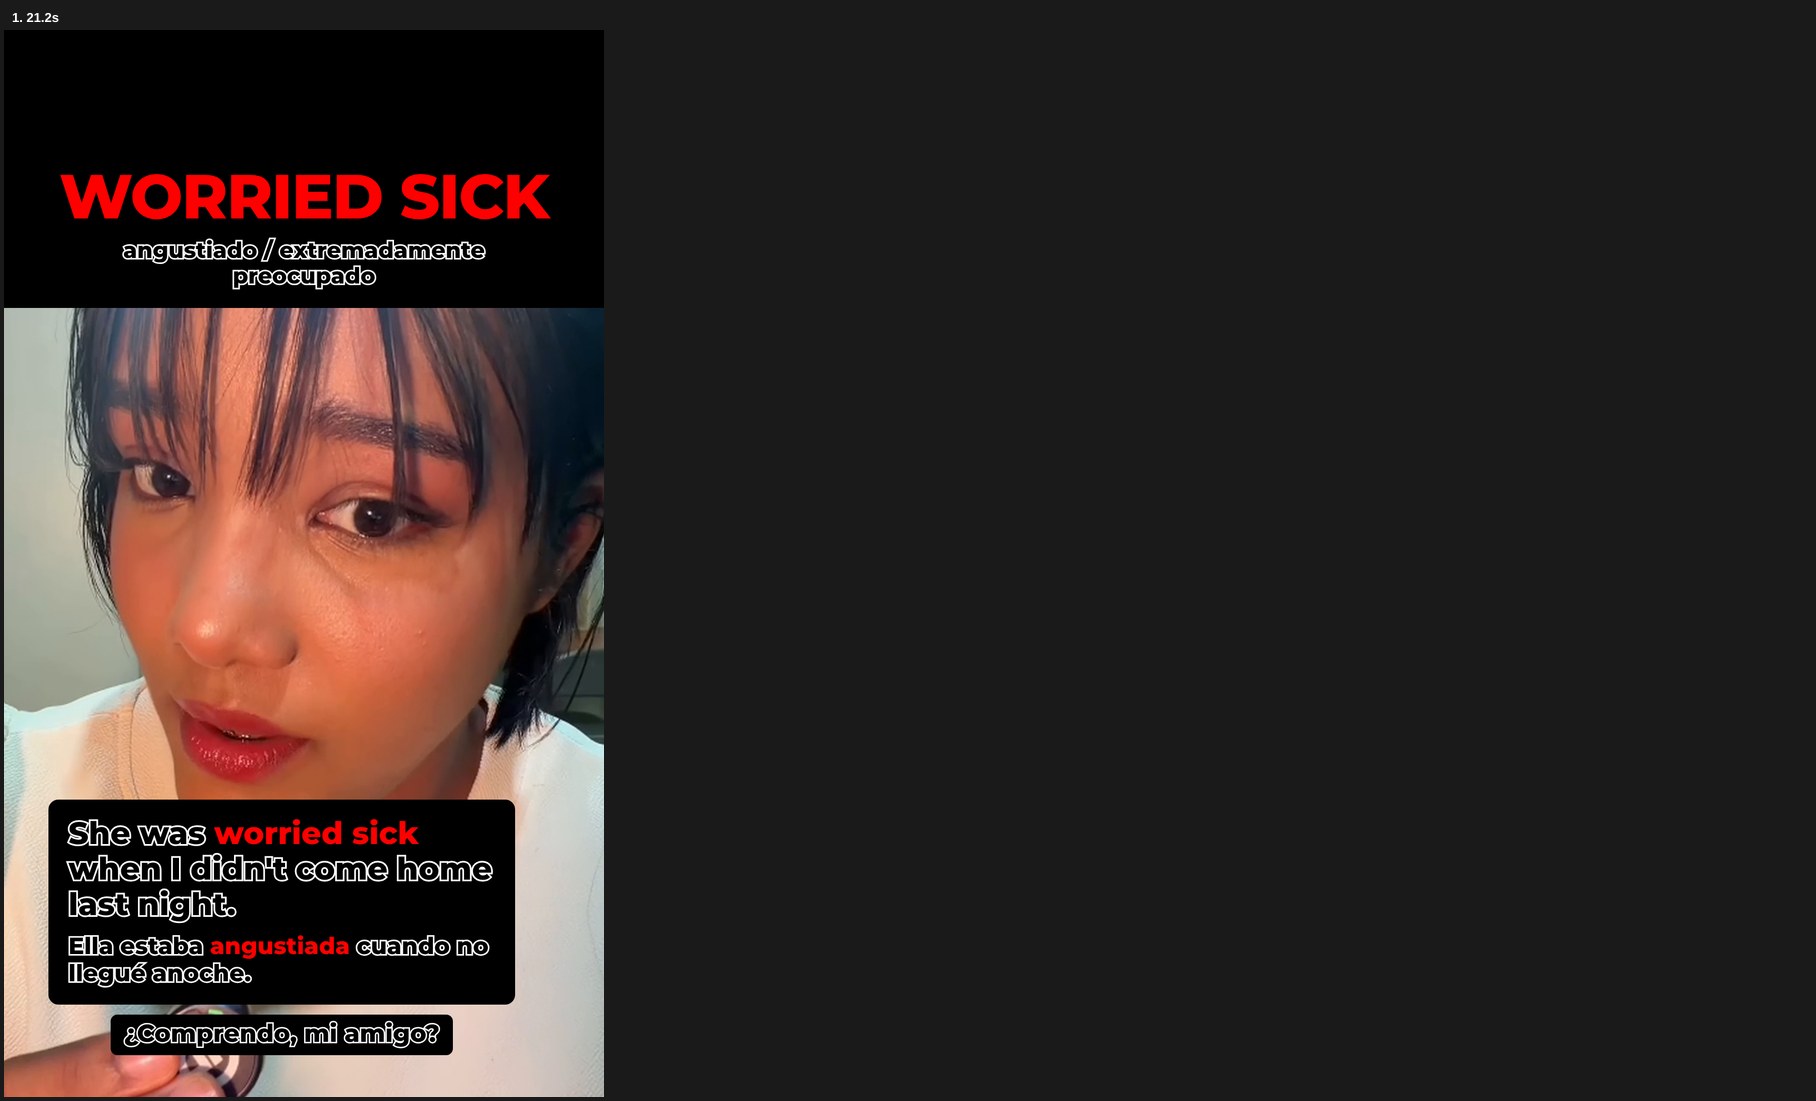 1. 21.2s
WORRIED SICK
angustiado / extremadamente
preocupado
She was worried sick
when I didn't come home
last night.
Ella estaba angustiada cuando no
llegué anoche.
¿Comprendo, mi amigo?